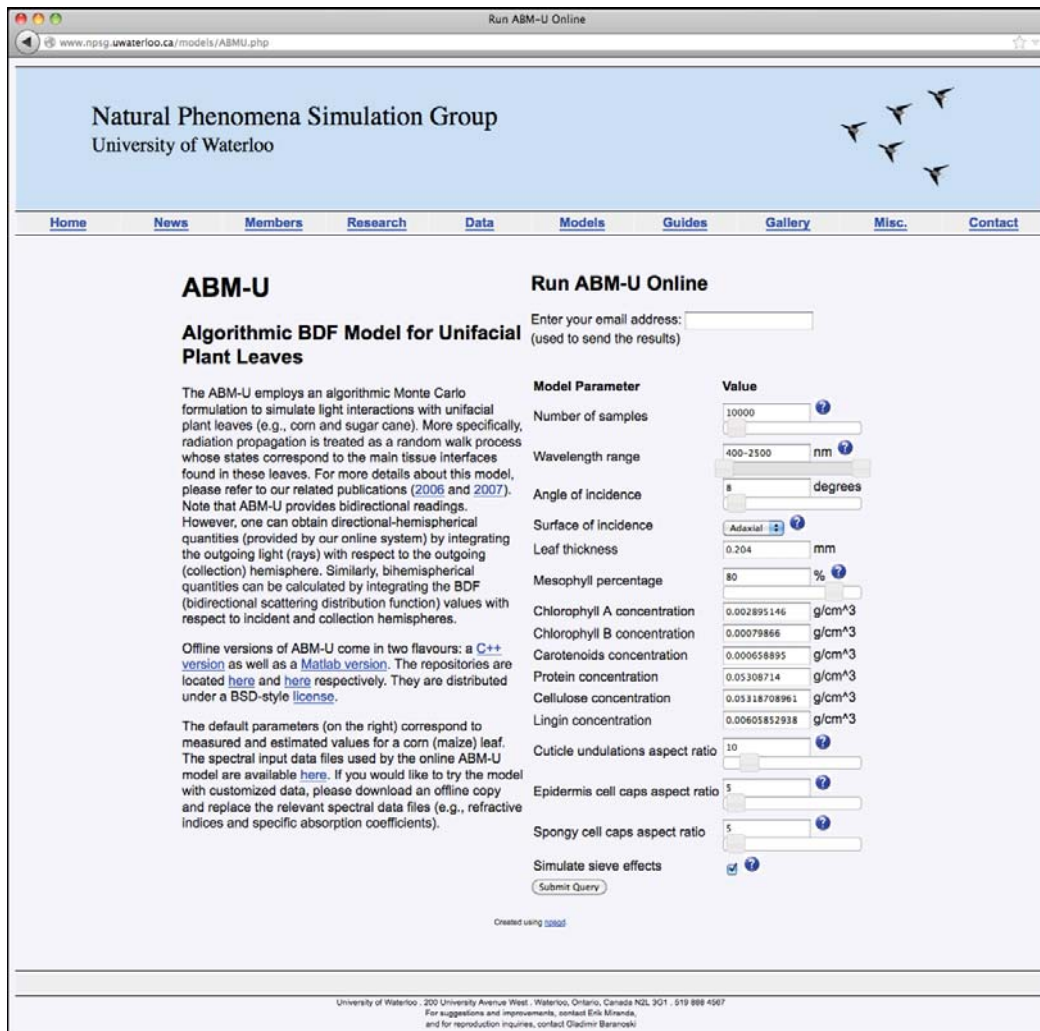 Run ABM-U Online
www.npsg.uwaterloo.ca/models/ABMU.php
Natural Phenomena Simulation Group
University of Waterloo
Home News Members Research Data Models Guides Gallery Misc. Contact
ABM-U
Algorithmic BDF Model for Unifacial
Plant Leaves
The ABM-U employs an algorithmic Monte Carlo
formulation to simulate light interactions with unifacial
plant leaves (e.g., corn and sugar cane). More specifically,
radiation propagation is treated as a random walk process
whose states correspond to the main tissue interfaces
found in these leaves. For more details about this model,
please refer to our related publications (2006 and 2007).
Note that ABM-U provides bidirectional readings.
However, one can obtain directional-hemispherical
quantities (provided by our online system) by integrating
the outgoing light (rays) with respect to the outgoing
(collection) hemisphere. Similarly, bihemispherical
quantities can be calculated by integrating the BDF
(bidirectional scattering distribution function) values with
respect to incident and collection hemispheres.
Offline versions of ABM-U come in two flavours: a C++
version as well as a Matlab version. The repositories are
located here and here respectively. They are distributed
under a BSD-style license.
The default parameters (on the right) correspond to
measured and estimated values for a corn (maize) leaf.
The spectral input data files used by the online ABM-U
model are available here. If you would like to try the model
with customized data, please download an offline copy
and replace the relevant spectral data files (e.g., refractive
indices and specific absorption coefficients).
Run ABM-U Online
Enter your email address:
(used to send the results)
Model Parameter Value
Number of samples 10000 ?
Wavelength range 400-2500 nm ?
Angle of incidence 8 degrees
Surface of incidence Adaxial ?
Leaf thickness 0.204 mm
Mesophyll percentage 80 % ?
Chlorophyll A concentration 0.002895146 g/cm^3
Chlorophyll B concentration 0.00079866 g/cm^3
Carotenoids concentration 0.000658895 g/cm^3
Protein concentration 0.05308714 g/cm^3
Cellulose concentration 0.05318708961 g/cm^3
Lingin concentration 0.00605852938 g/cm^3
Cuticle undulations aspect ratio 10 ?
Epidermis cell caps aspect ratio 5 ?
Spongy cell caps aspect ratio 5 ?
Simulate sieve effects ?
Submit Query
Created using npsgd.
University of Waterloo . 200 University Avenue West . Waterloo, Ontario, Canada N2L 3G1 . 519 888 4567
For suggestions and improvements, contact Erik Miranda,
and for reproduction inquiries, contact Gladimir Baranoski